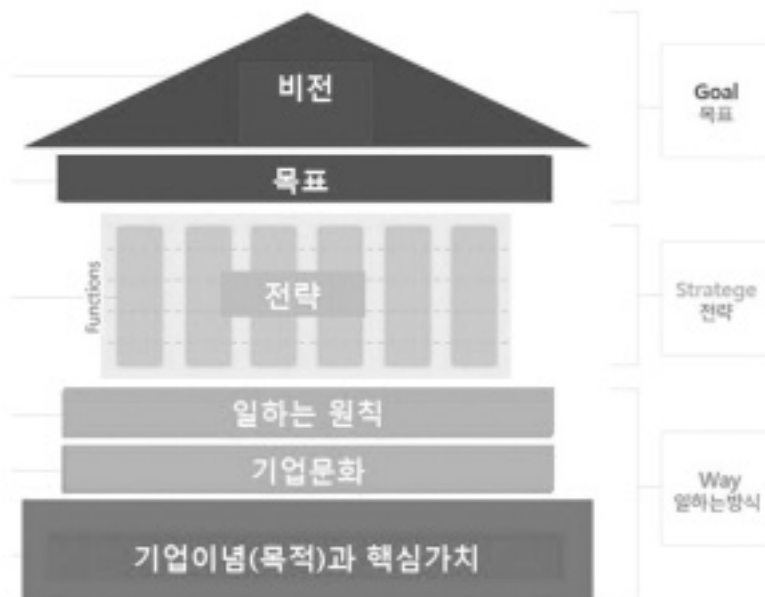 비전
목표
Goal
목표
Functions
전략
Stratege
전략
일하는 원칙
기업문화
기업이념(목적)과 핵심가치
Way
일하는방식